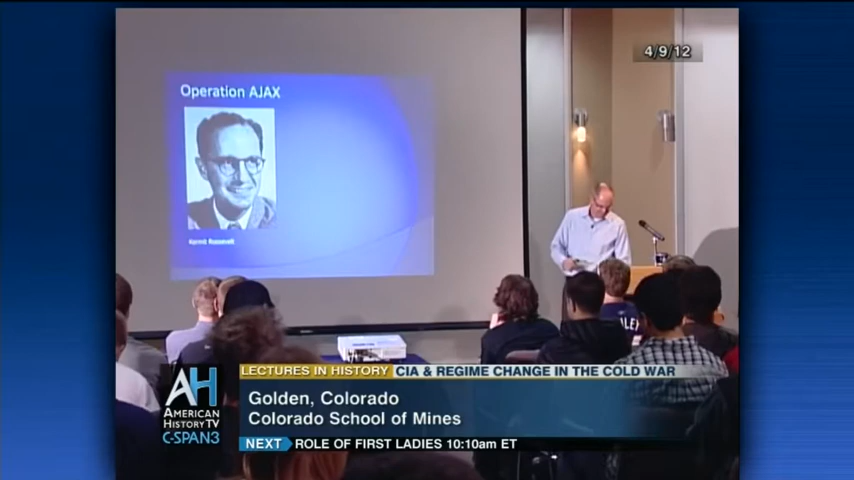 4/9/12
Operation AJAX
Kermit Roosevelt
LEY
LECTURES IN HISTORY CIA & REGIME CHANGE IN THE COLD WAR
AH
AMERICAN
HISTORY TV
C-SPAN3
Golden, Colorado
Colorado School of Mines
NEXT ROLE OF FIRST LADIES 10:10am ET